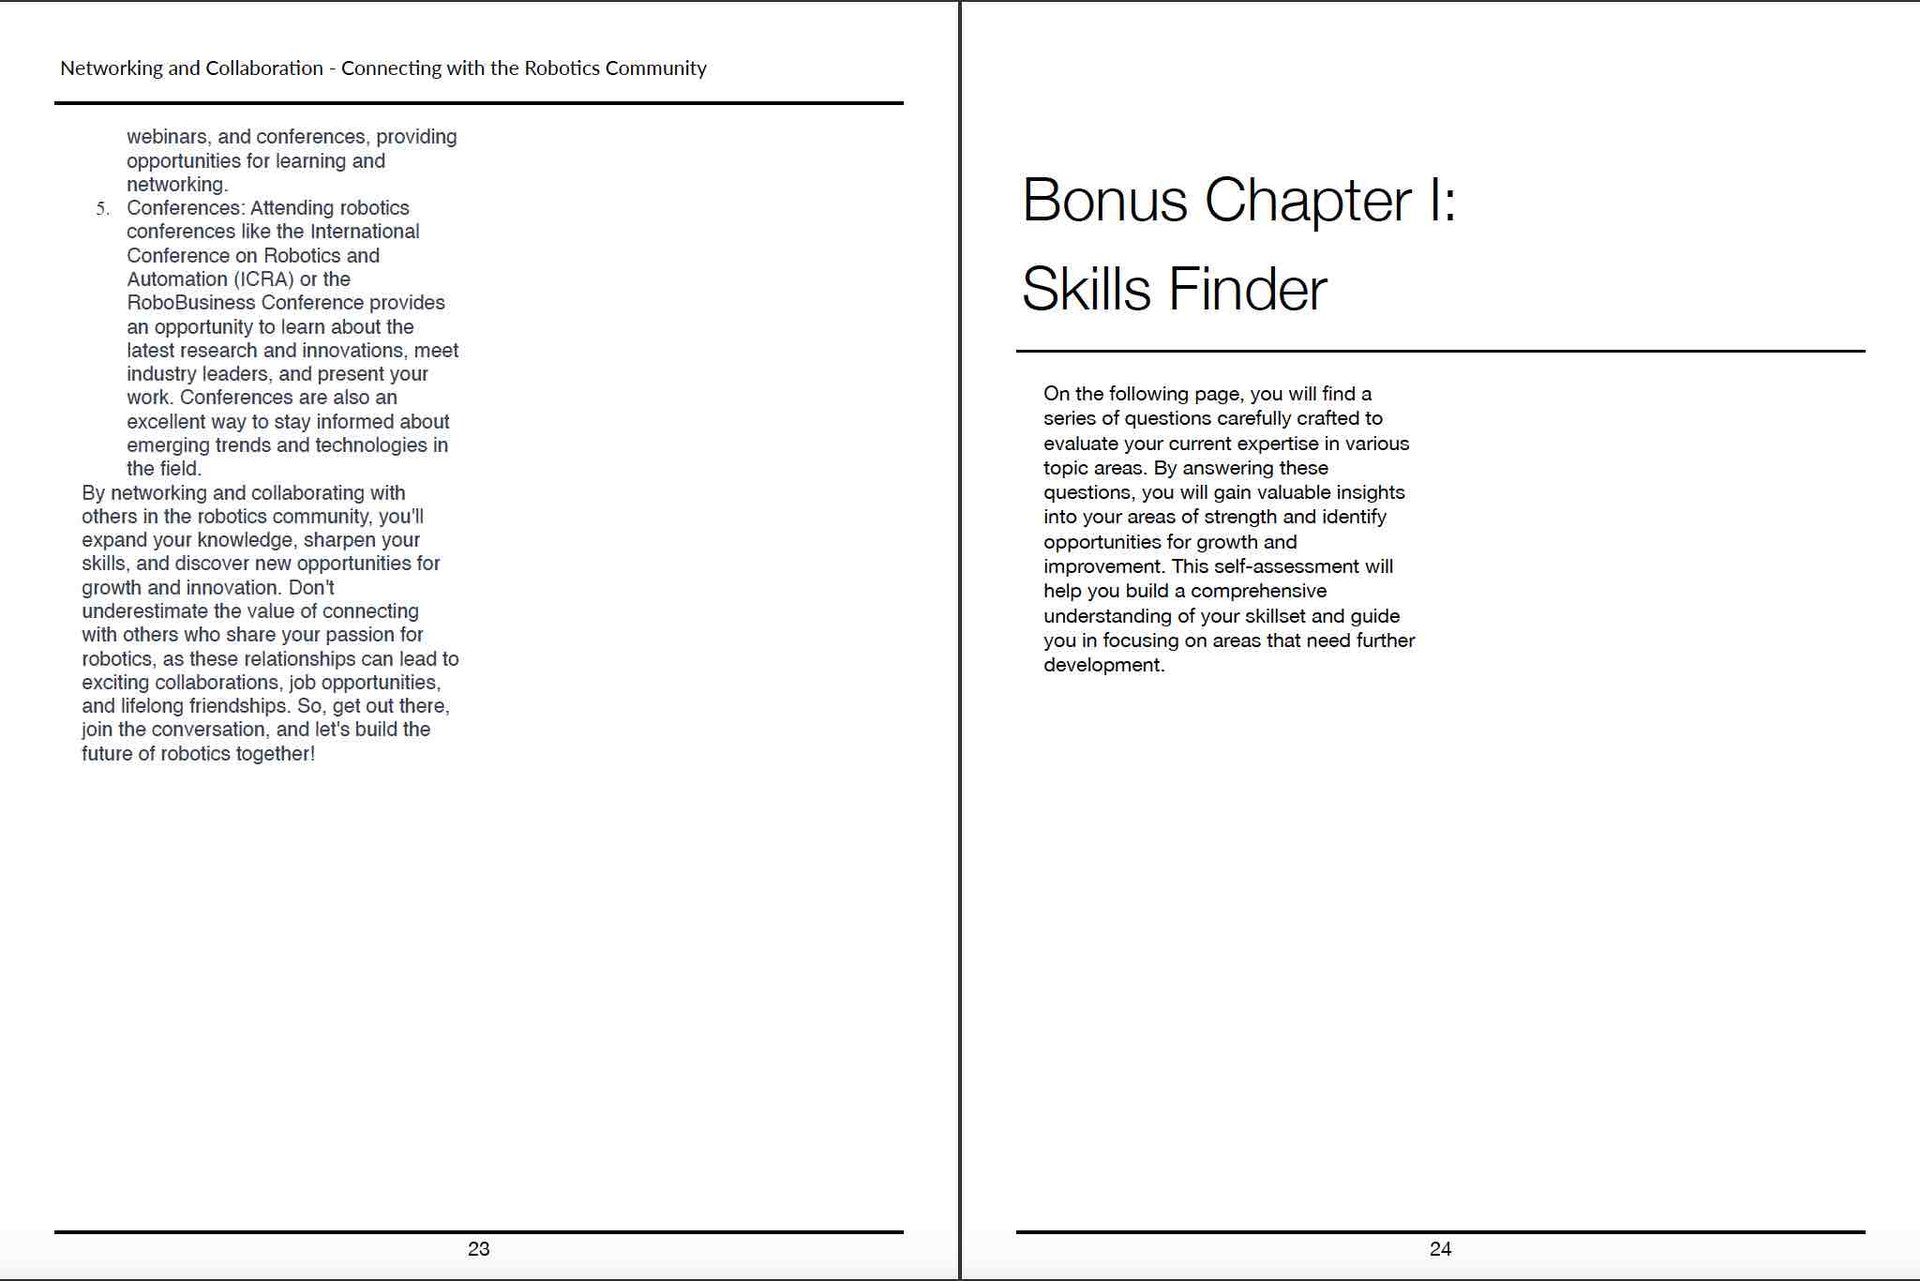 Networking and Collaboration - Connecting with the Robotics Community
webinars, and conferences, providing
opportunities for learning and
networking.
5. Conferences: Attending robotics
conferences like the International
Conference on Robotics and
Automation (ICRA) or the
RoboBusiness Conference provides
an opportunity to learn about the
latest research and innovations, meet
industry leaders, and present your
work. Conferences are also an
excellent way to stay informed about
emerging trends and technologies in
the field.
By networking and collaborating with
others in the robotics community, you'll
expand your knowledge, sharpen your
skills, and discover new opportunities for
growth and innovation. Don't
underestimate the value of connecting
with others who share your passion for
robotics, as these relationships can lead to
exciting collaborations, job opportunities,
and lifelong friendships. So, get out there,
join the conversation, and let's build the
future of robotics together!
23
Bonus Chapter I:
Skills Finder
On the following page, you will find a
series of questions carefully crafted to
evaluate your current expertise in various
topic areas. By answering these
questions, you will gain valuable insights
into your areas of strength and identify
opportunities for growth and
improvement. This self-assessment will
help you build a comprehensive
understanding of your skillset and guide
you in focusing on areas that need further
development.
24